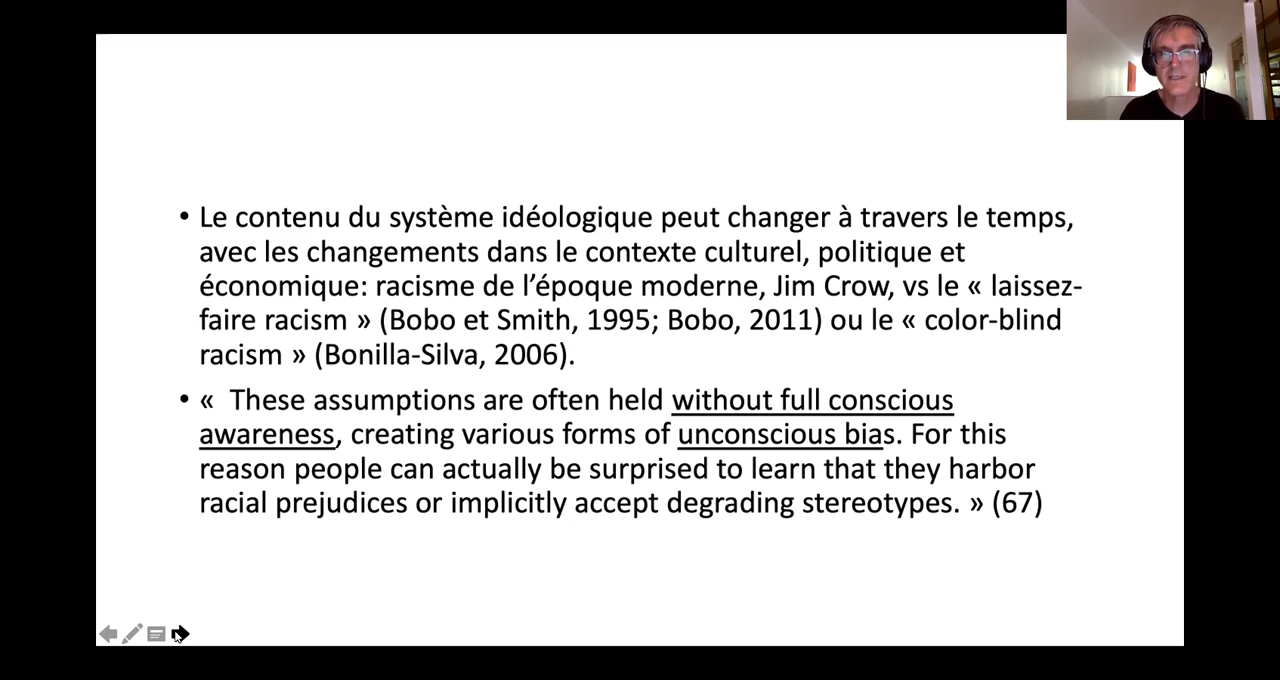 • Le contenu du système idéologique peut changer à travers le temps,
avec les changements dans le contexte culturel, politique et
économique: racisme de l’époque moderne, Jim Crow, vs le « laissez-
faire racism » (Bobo et Smith, 1995; Bobo, 2011) ou le « color-blind
racism » (Bonilla-Silva, 2006).
• «  These assumptions are often held without full conscious
awareness, creating various forms of unconscious bias. For this
reason people can actually be surprised to learn that they harbor
racial prejudices or implicitly accept degrading stereotypes. » (67)